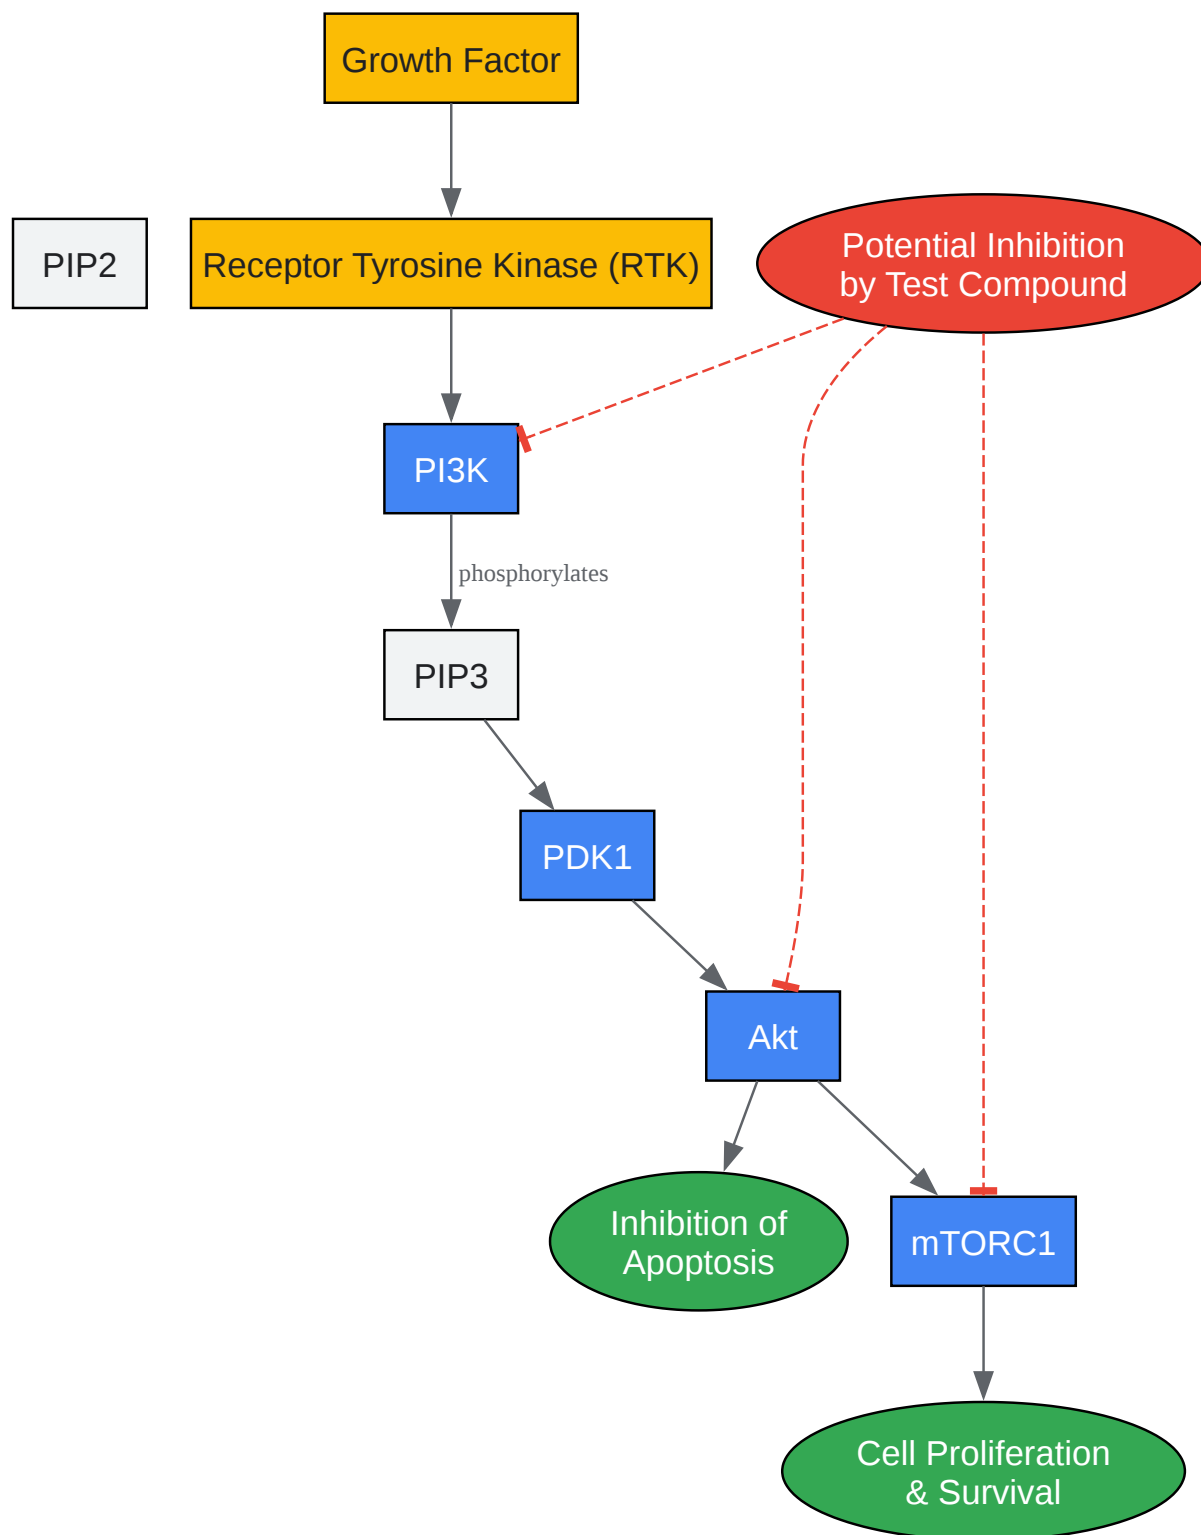 Growth Factor
PIP2
Receptor Tyrosine Kinase (RTK)
Potential Inhibition
by Test Compound
PI3K
phosphorylates
PIP3
PDK1
Akt
Inhibition of
Apoptosis
mTORC1
Cell Proliferation
& Survival